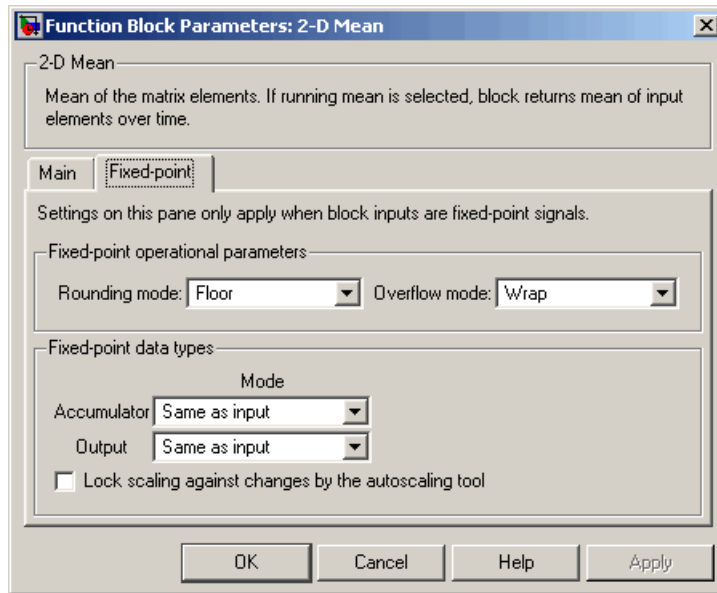 Function Block Parameters: 2-D Mean
2-D Mean
Mean of the matrix elements. If running mean is selected, block returns mean of input
elements over time.
Main Fixed-point
Settings on this pane only apply when block inputs are fixed-point signals.
Fixed-point operational parameters
Rounding mode: Floor Overflow mode: Wrap
Fixed-point data types
Mode
Accumulator Same as input
Output Same as input
Lock scaling against changes by the autoscaling tool
OK Cancel Help Apply